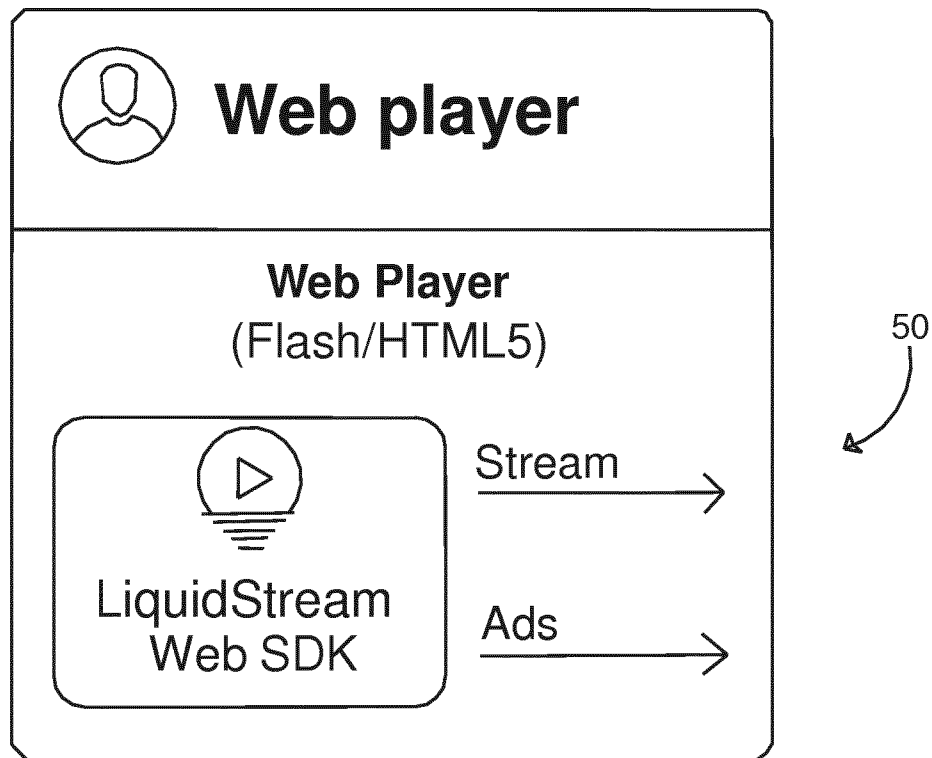 Web player
Web Player
(Flash/HTML5)
50
Stream
LiquidStream
Web SDK
Ads